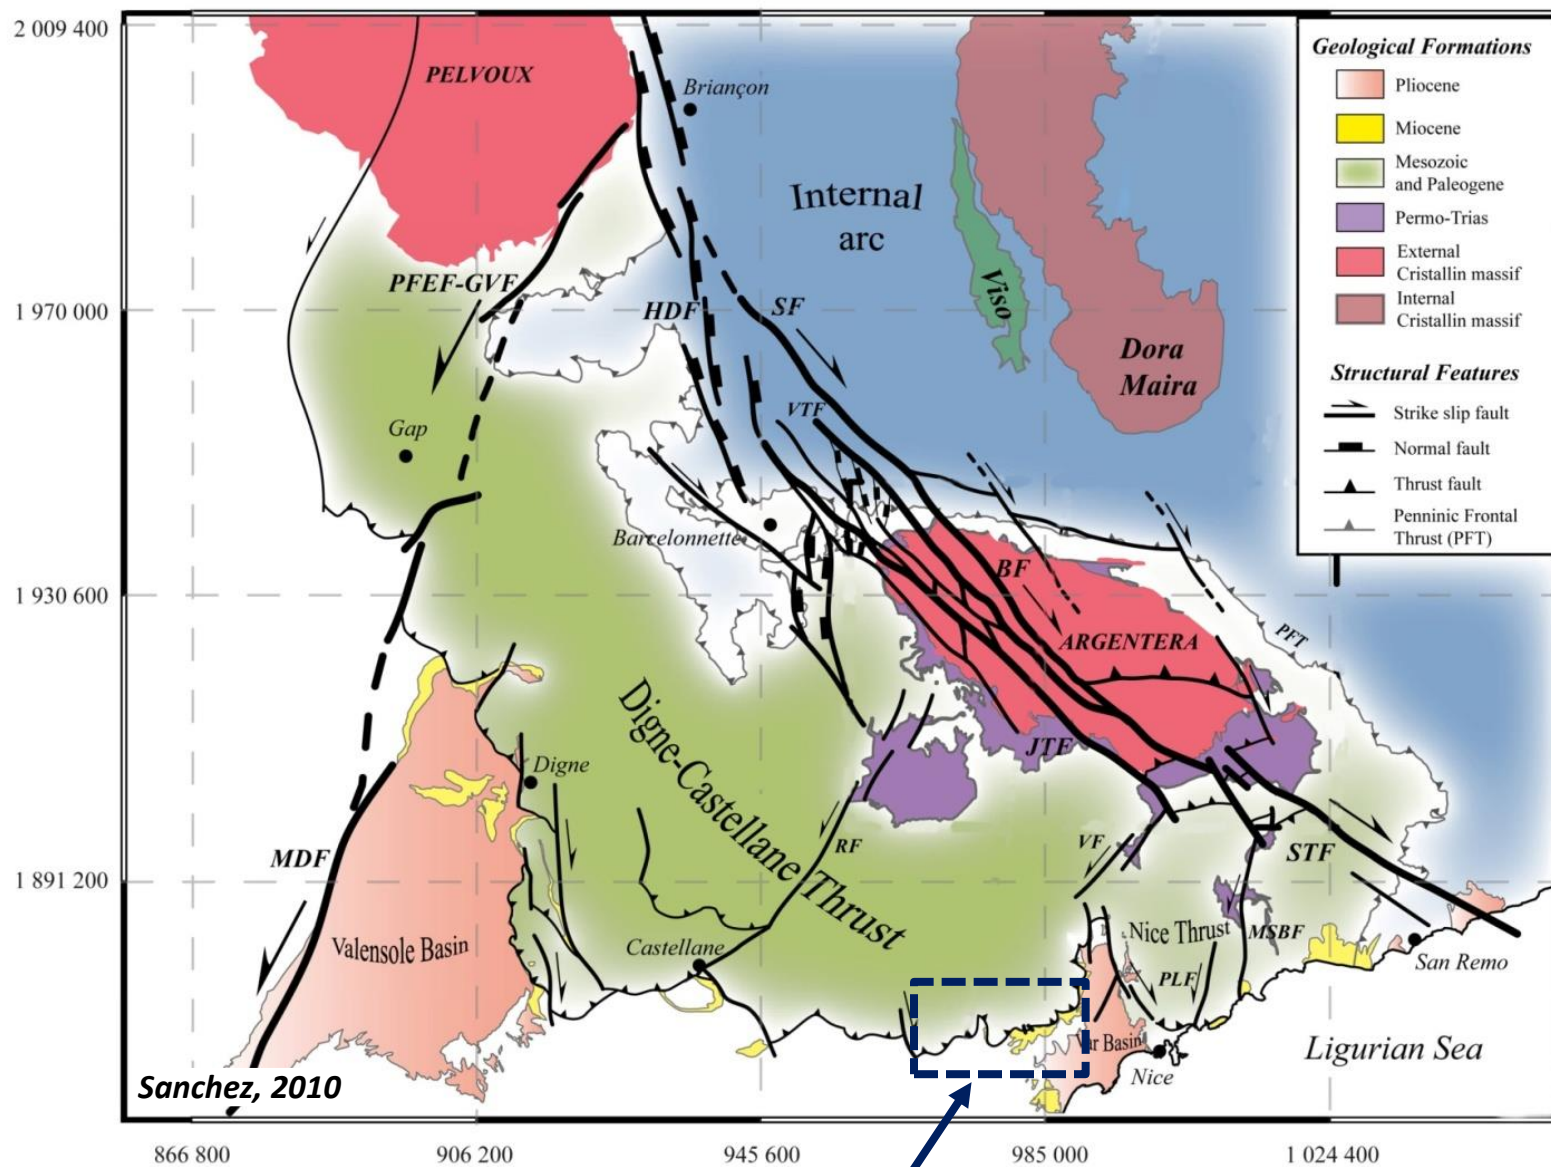 2 009 400
1 970 000
1 930 600
1 891 200
866 800
906 200
945 600
985 000
1 024 400
PELVOUX
Briançon
Internal
arc
Viso
Dora
Maira
PFEF-GVF
HDF
SF
VTF
Gap
Barcelonnette
BF
ARGENTERA
PFT
JTF
Digne
Digne-Castellane Thrust
RF
VF
STF
MDF
Valensole Basin
Castellane
Nice Thrust
MSBF
PLF
San Remo
Var Basin
Nice
Ligurian Sea
Sanchez, 2010
Geological Formations
Pliocene
Miocene
Mesozoic
and Paleogene
Permo-Trias
External
Cristallin massif
Internal
Cristallin massif
Structural Features
Strike slip fault
Normal fault
Thrust fault
Penninic Frontal
Thrust (PFT)